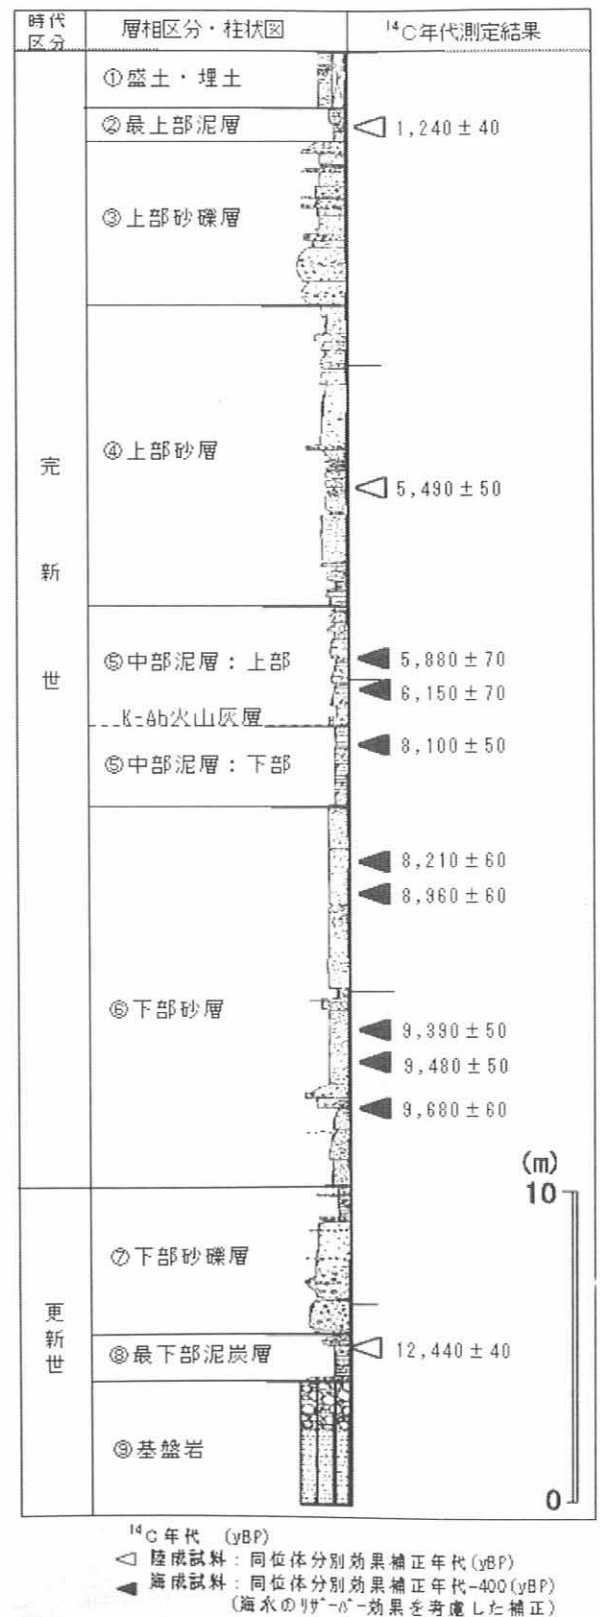 時代区分 層相区分・柱状図 ¹⁴C年代測定結果
①盛土・埋土
②最上部泥層 1,240±40
③上部砂礫層
④上部砂層
完新世
5,490±50
⑤中部泥層：上部 5,880±70
6,150±70
K-Ah火山灰層
8,100±50
⑤中部泥層：下部
8,210±60
8,960±60
⑥下部砂層
9,390±50
9,480±50
9,680±60
(m)
10
⑦下部砂礫層
更新世
⑧最下部泥炭層 12,440±40
⑨基盤岩
0
¹⁴C年代 (yBP)
陸成試料：同位体分別効果補正年代(yBP)
海成試料：同位体分別効果補正年代-400(yBP)
(海水のリザーバー効果を考慮した補正)